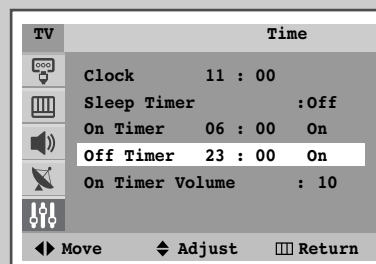 TV Time
Clock 11 : 00
Sleep Timer :Off
On Timer 06 : 00 On
Off Timer 23 : 00 On
On Timer Volume : 10
Move Adjust Return